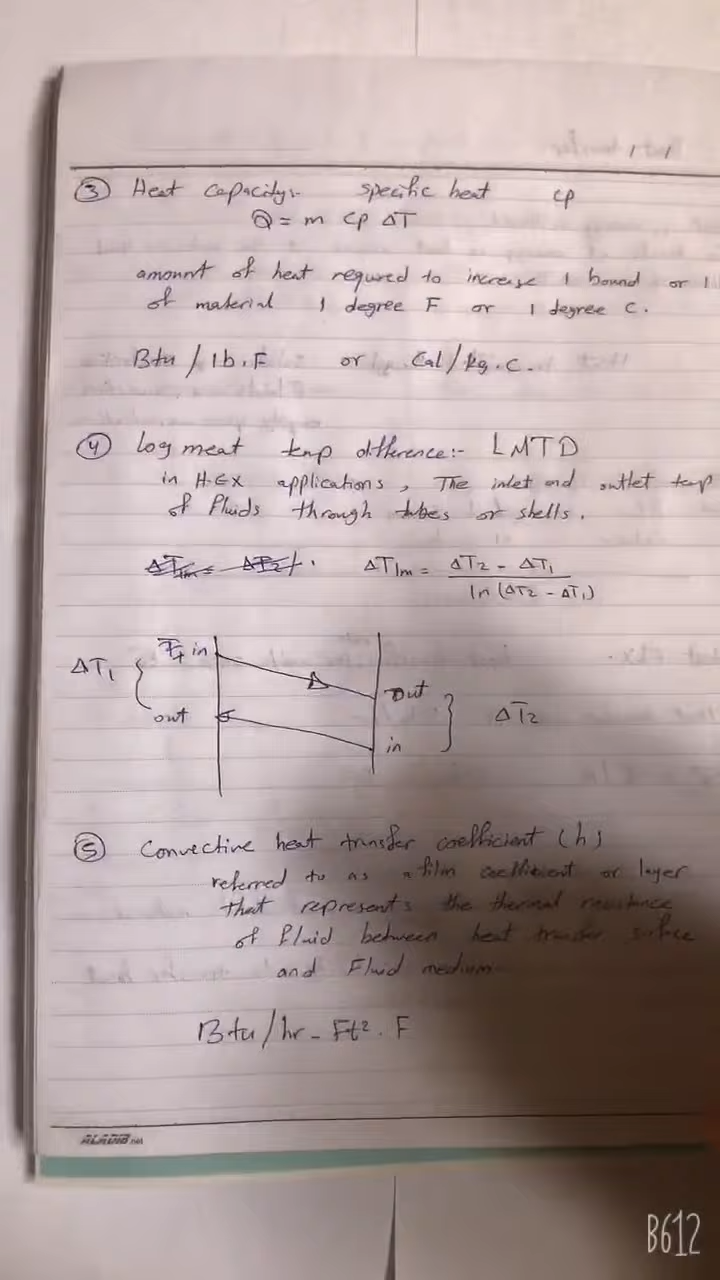 ③ Heat capacity:- specific heat cp
Q = m cp ΔT
amount of heat requred to increase 1 bound or 1
of material 1 degree F or 1 degree C.
Btu / lb.F or Cal/kg.C.
④ Log meat temp difference:- LMTD
in H.EX applications, The inlet and outlet temp
of fluids through tubes or shells.
ΔTlm = ΔT2 - ΔT1 / ln (ΔT2 - ΔT1)
in
ΔT1
out
out
ΔT2
in
⑤ Convective heat transfer coefficient (h)
referred to as a film coefficient or layer
that represents the thermal resistance
of fluid between heat transfer surface
and Fluid medium.
Btu/hr - Ft². F
B612